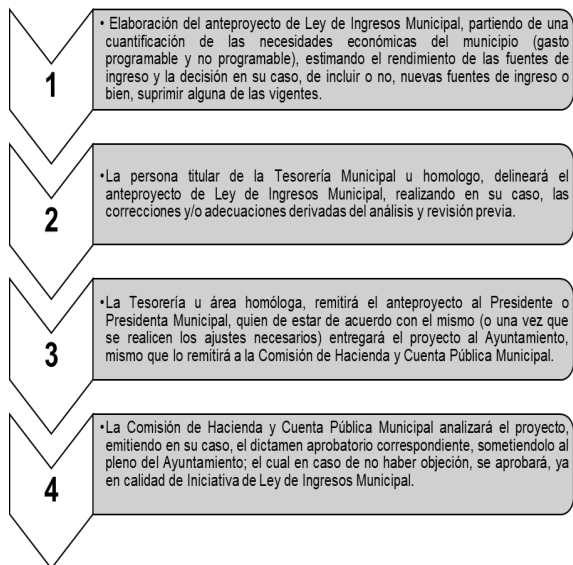 • Elaboración del anteproyecto de Ley de Ingresos Municipal, partiendo de una
cuantificación de las necesidades económicas del municipio (gasto
programable y no programable), estimando el rendimiento de las fuentes de
ingreso y la decisión en su caso, de incluir o no, nuevas fuentes de ingreso o
bien, suprimir alguna de las vigentes.
1
•La persona titular de la Tesorería Municipal u homologo, delineará el
anteproyecto de Ley de Ingresos Municipal, realizando en su caso, las
correcciones y/o adecuaciones derivadas del análisis y revisión previa.
2
•La Tesorería u área homóloga, remitirá el anteproyecto al Presidente o
Presidenta Municipal, quien de estar de acuerdo con el mismo (o una vez que
se realicen los ajustes necesarios) entregará el proyecto al Ayuntamiento,
mismo que lo remitirá a la Comisión de Hacienda y Cuenta Pública Municipal.
3
•La Comisión de Hacienda y Cuenta Pública Municipal analizará el proyecto,
emitiendo en su caso, el dictamen aprobatorio correspondiente, sometiendolo al
pleno del Ayuntamiento; el cual en caso de no haber objeción, se aprobará, ya
en calidad de Iniciativa de Ley de Ingresos Municipal.
4